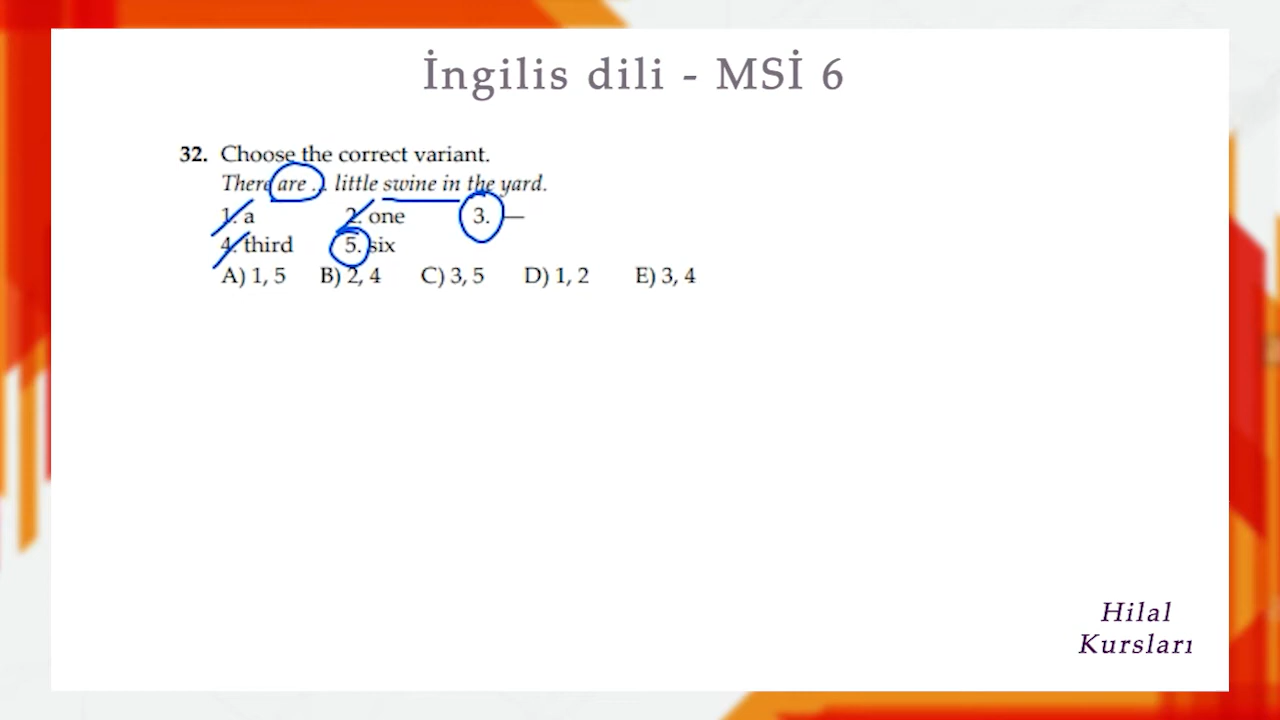 İngilis dili - MSİ 6
32. Choose the correct variant.
There are ... little swine in the yard.
1. a 2. one 3. —
4. third 5. six
A) 1, 5 B) 2, 4 C) 3, 5 D) 1, 2 E) 3, 4
Hilal
Kursları